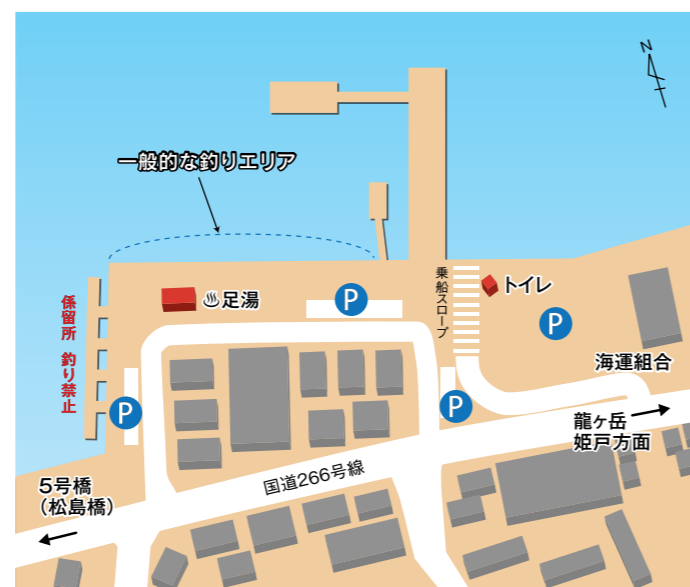 N
一般的な釣りエリア
係留所 釣り禁止
♨足湯
P
乗船スロープ
トイレ
P
海運組合
P
P
龍ヶ岳
姫戸方面
国道266号線
5号橋
（松島橋）